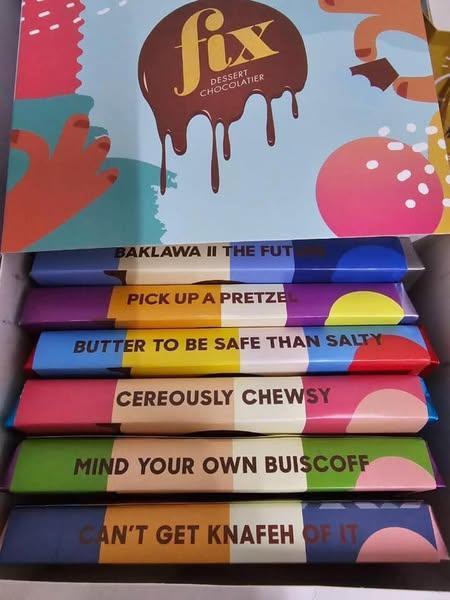 fix
DESSERT
CHOCOLATIER
BAKLAWA II THE FUTURE
PICK UP A PRETZEL
BUTTER TO BE SAFE THAN SALTY
CEREOUSLY CHEWSY
MIND YOUR OWN BUISCOFF
CAN'T GET KNAFEH OF IT